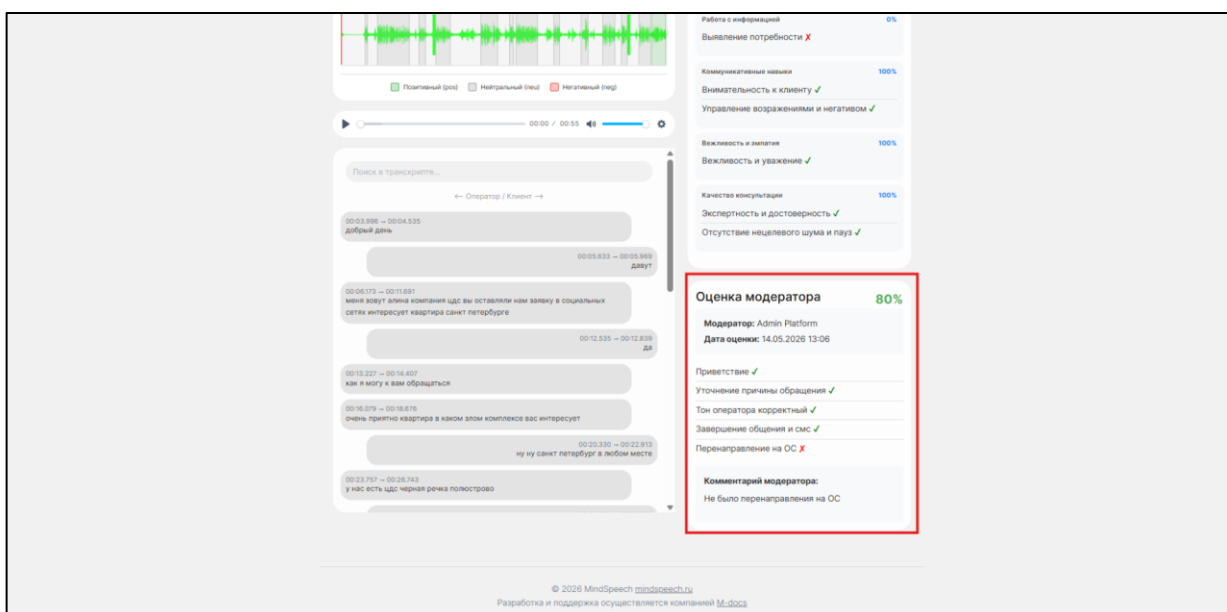 Позитивный (pos) Нейтральный (neu) Негативный (neg)
00:00 / 00:55
Поиск в транскрипте...
← Оператор / Клиент →
00:03.996 → 00:04.535
добрый день
00:05.833 → 00:05.969
давут
00:06.173 → 00:11.691
меня зовут алина компания цдс вы оставляли нам заявку в социальных
сетях интересует квартира санкт петербурге
00:12.535 → 00:12.839
да
00:13.227 → 00:14.407
как я могу к вам обращаться
00:16.079 → 00:18.876
очень приятно квартира в каком злом комплексе вас интересует
00:20.330 → 00:22.913
ну ну санкт петербург в любом месте
00:23.757 → 00:26.743
у нас есть цдс черная речка полюстрово
Работа с информацией 0%
Выявление потребности ✗
Коммуникативные навыки 100%
Внимательность к клиенту ✓
Управление возражениями и негативом ✓
Вежливость и эмпатия 100%
Вежливость и уважение ✓
Качество консультации 100%
Экспертность и достоверность ✓
Отсутствие нецелевого шума и пауз ✓
Оценка модератора 80%
Модератор: Admin Platform
Дата оценки: 14.05.2026 13:06
Приветствие ✓
Уточнение причины обращения ✓
Тон оператора корректный ✓
Завершение общения и смс ✓
Перенаправление на ОС ✗
Комментарий модератора:
Не было перенаправления на ОС
© 2026 MindSpeech mindspeech.ru
Разработка и поддержка осуществляется компанией M-docs